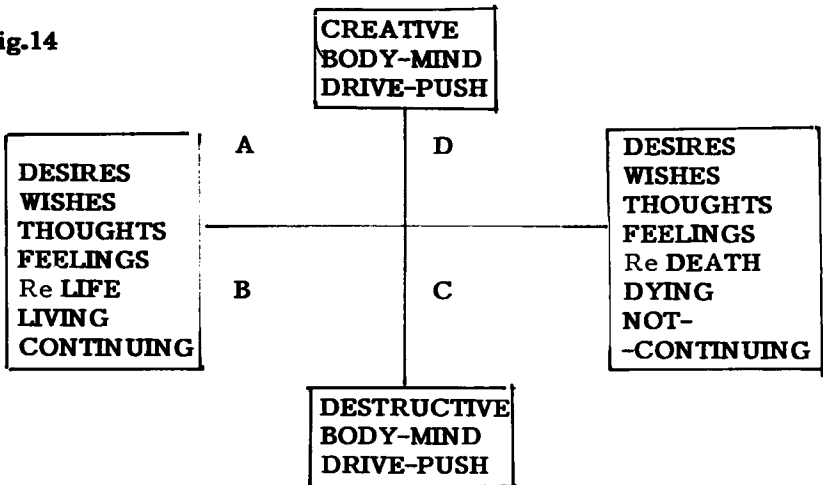 ig.14
CREATIVE
BODY-MIND
DRIVE-PUSH
A
D
DESIRES
WISHES
THOUGHTS
FEELINGS
Re LIFE
LIVING
CONTINUING
DESIRES
WISHES
THOUGHTS
FEELINGS
Re DEATH
DYING
NOT-
-CONTINUING
B
C
DESTRUCTIVE
BODY-MIND
DRIVE-PUSH